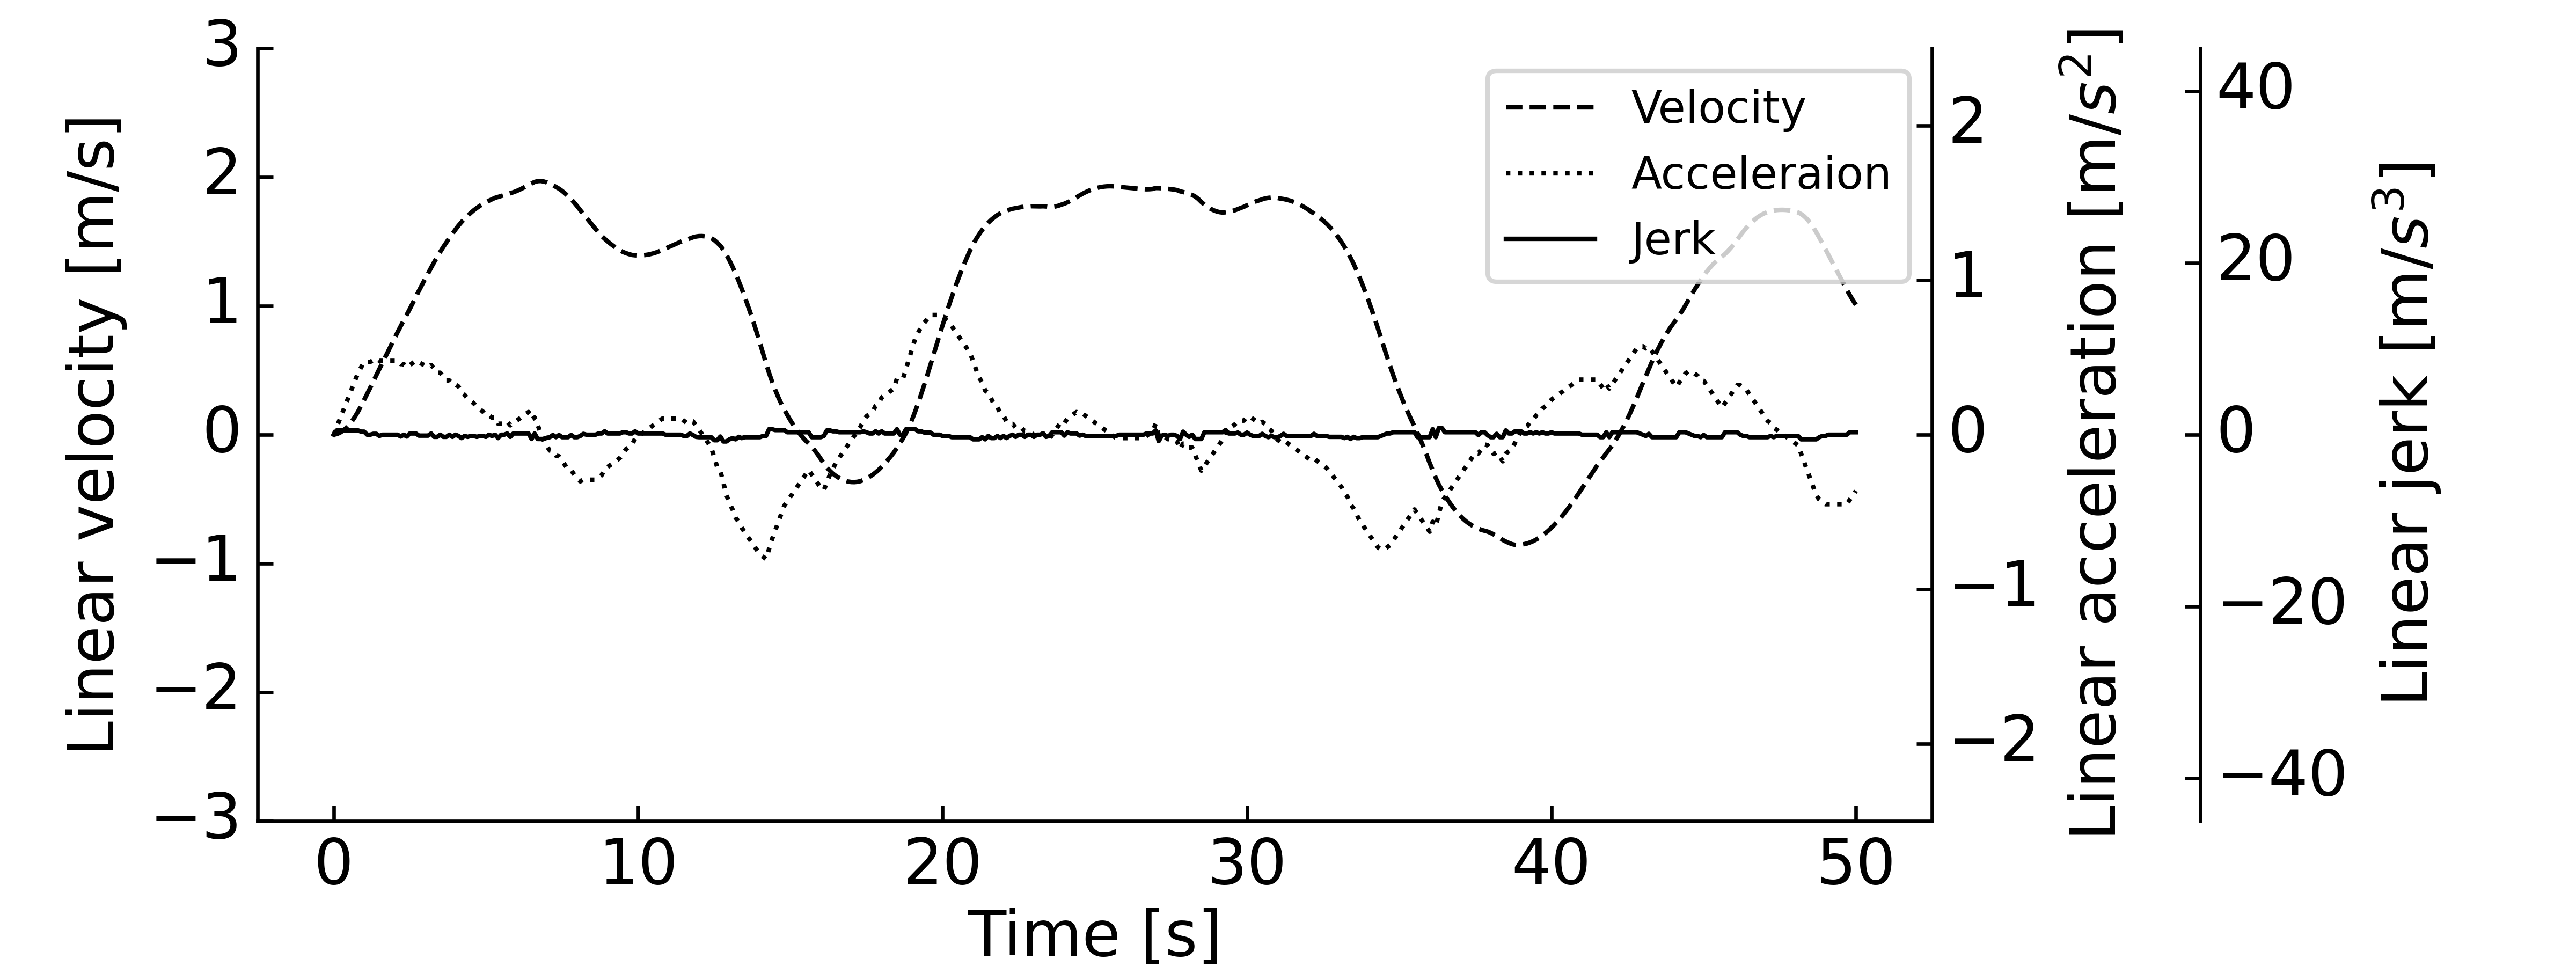 Linear velocity [m/s]
3
2
1
0
−1
−2
−3
0 10 20 30 40 50
Time [s]
Velocity
Acceleraion
Jerk
2
1
0
−1
−2
Linear acceleration [m/s²]
40
20
0
−20
−40
Linear jerk [m/s³]